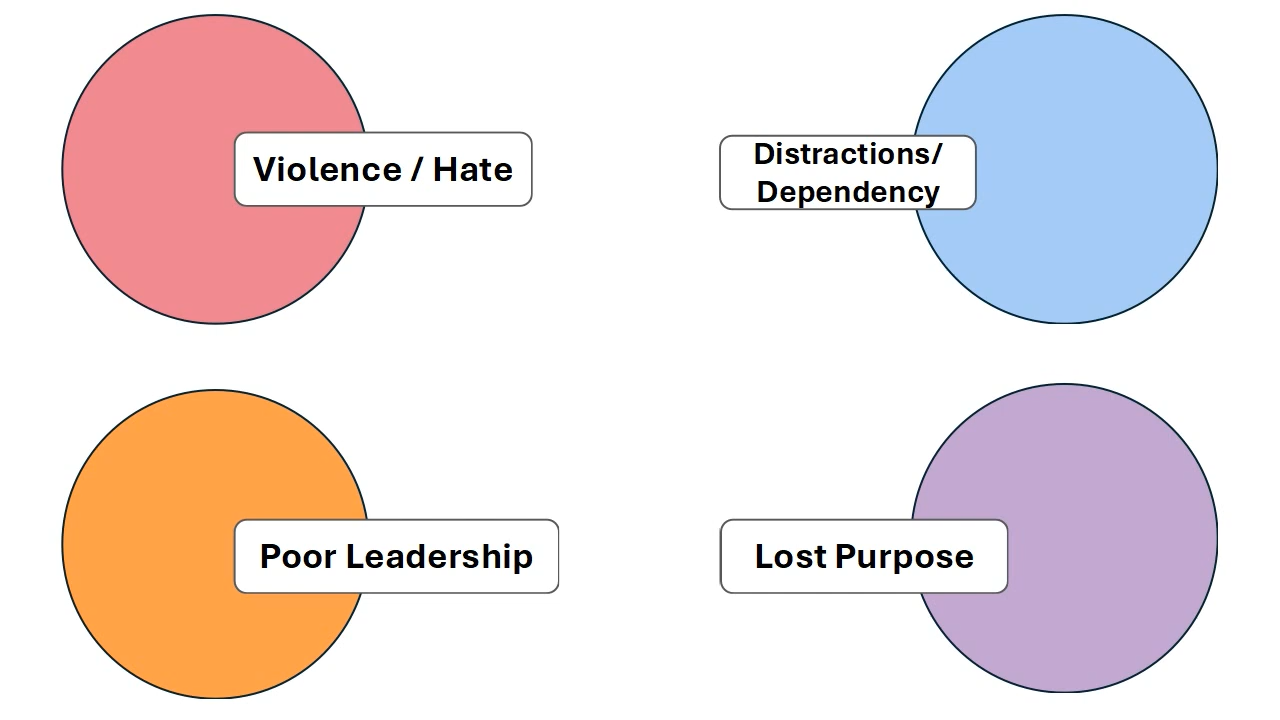 Violence / Hate
Distractions/
Dependency
Poor Leadership
Lost Purpose